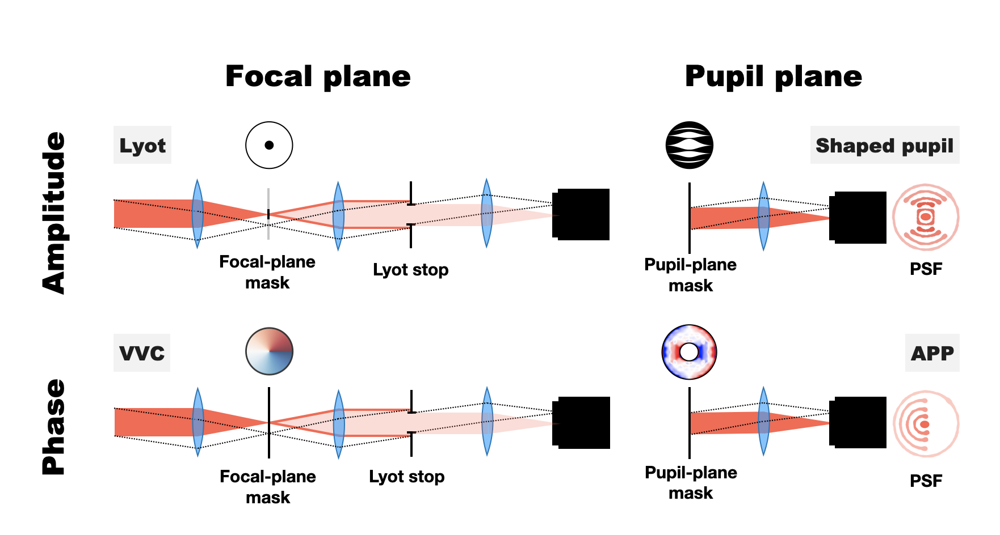 Focal plane
Pupil plane
Amplitude
Lyot
Shaped pupil
Focal-plane
mask
Lyot stop
Pupil-plane
mask
PSF
Phase
VVC
APP
Focal-plane
mask
Lyot stop
Pupil-plane
mask
PSF